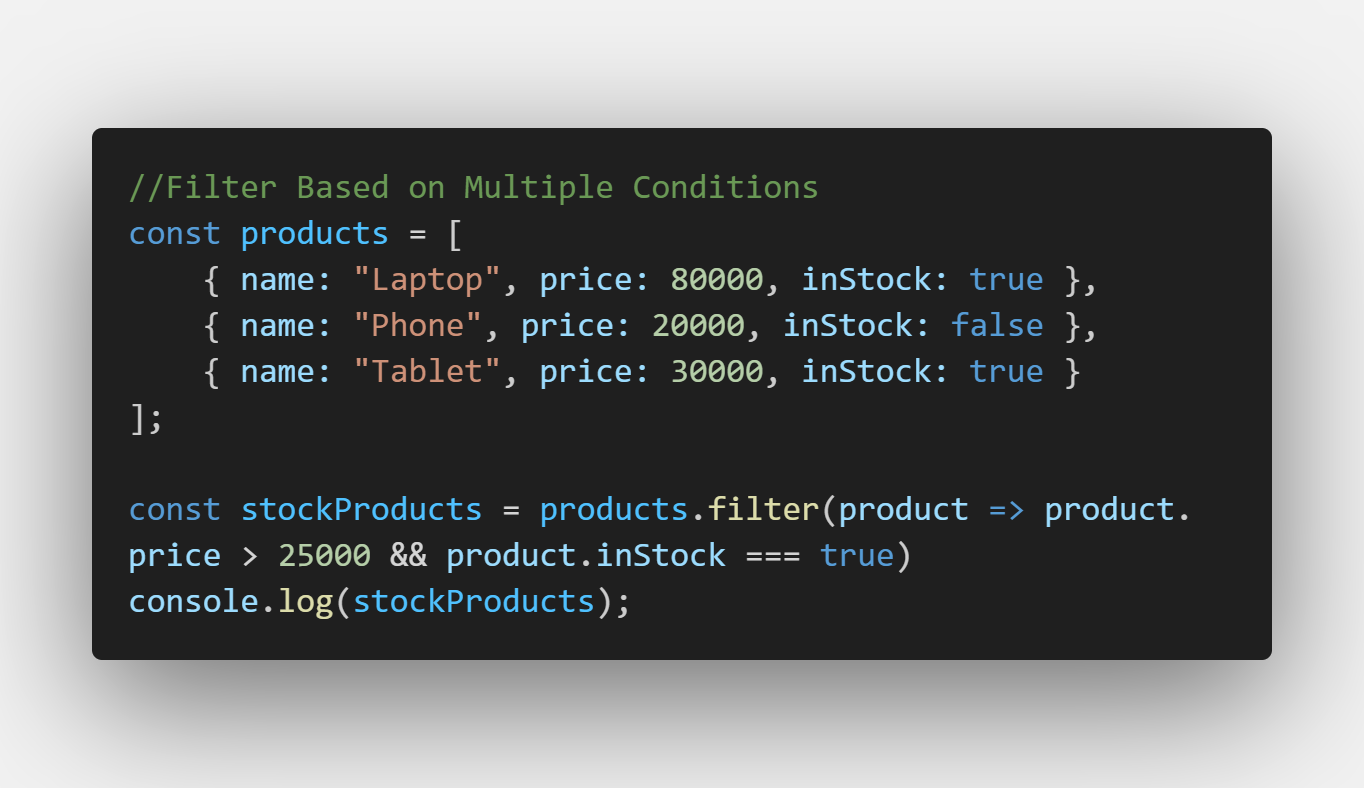 //Filter Based on Multiple Conditions
const products = [
    { name: "Laptop", price: 80000, inStock: true },
    { name: "Phone", price: 20000, inStock: false },
    { name: "Tablet", price: 30000, inStock: true }
];

const stockProducts = products.filter(product => product.
price > 25000 && product.inStock === true)
console.log(stockProducts);